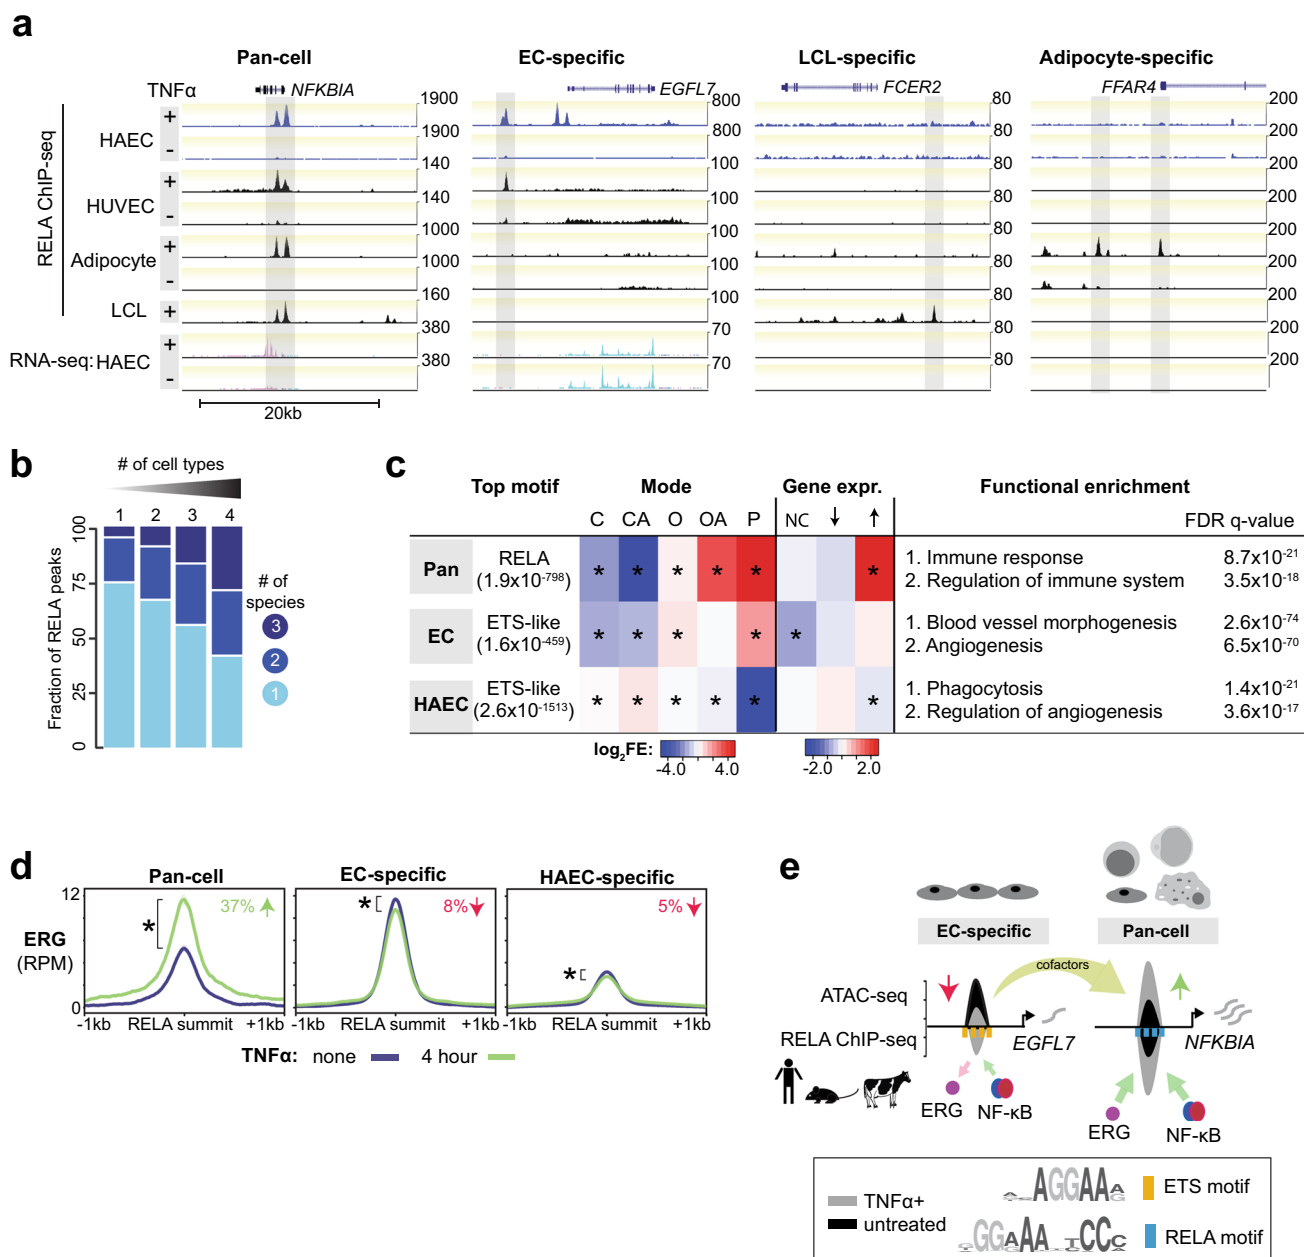 a
Pan-cell EC-specific LCL-specific Adipocyte-specific
TNFα NFKBIA EGFL7 FCER2 FFAR4
RELA ChIP-seq
HAEC + 1900 800 80 200
- 1900 800 80 200
HUVEC + 140 100 80 200
- 140 100 80 200
Adipocyte + 1000 100 80 200
- 1000 100 80 200
LCL + 160 100 80 200
RNA-seq: HAEC + 380 70 80 200
- 380 70 80 200
20kb
b
# of cell types
1 2 3 4
Fraction of RELA peaks
100
75
50
25
0
# of
species
3
2
1
c
Top motif Mode Gene expr. Functional enrichment
C CA O OA P NC ↓ ↑ FDR q-value
Pan RELA (1.9x10-798) * * * * * * 1. Immune response 8.7x10-21
2. Regulation of immune system 3.5x10-18
EC ETS-like (1.6x10-459) * * * * * 1. Blood vessel morphogenesis 2.6x10-74
2. Angiogenesis 6.5x10-70
HAEC ETS-like (2.6x10-1513) * * * * * * 1. Phagocytosis 1.4x10-21
2. Regulation of angiogenesis 3.6x10-17
log2FE: -4.0 4.0 -2.0 2.0
d
Pan-cell EC-specific HAEC-specific
12
37% 8% 5%
* * *
ERG
(RPM)
0
-1kb RELA summit +1kb -1kb RELA summit +1kb -1kb RELA summit +1kb
TNFα: none 4 hour
e
EC-specific Pan-cell
cofactors
ATAC-seq
RELA ChIP-seq
EGFL7 NFKBIA
ERG NF-κB ERG NF-κB
TNFα+
untreated
AGGAA ETS motif
GGAA TCCC RELA motif